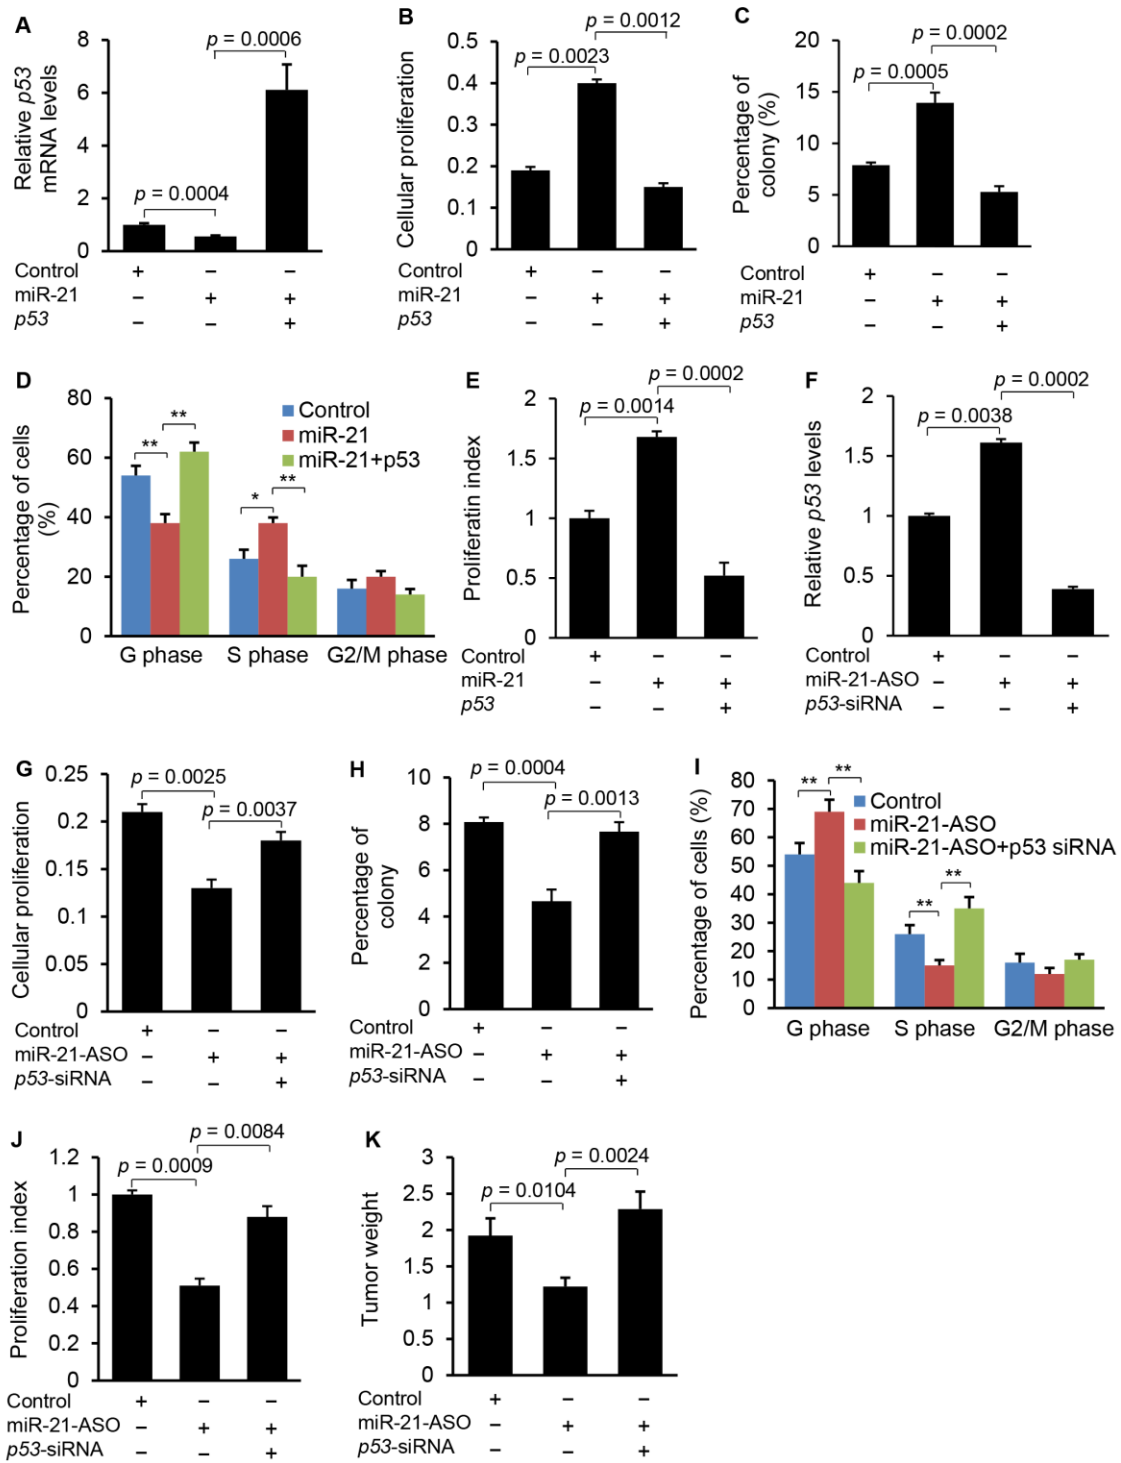 A
Relative p53 mRNA levels
8
6
4
2
0
p = 0.0004
p = 0.0006
Control + − −
miR-21 − + +
p53 − − +
B
Cellular proliferation
0.5
0.4
0.3
0.2
0.1
0
p = 0.0023
p = 0.0012
Control + − −
miR-21 − + +
p53 − − +
C
Percentage of colony (%)
20
15
10
5
0
p = 0.0005
p = 0.0002
Control + − −
miR-21 − + +
p53 − − +
D
Percentage of cells (%)
80
60
40
20
0
** **
* **
Control
miR-21
miR-21+p53
G phase S phase G2/M phase
E
Proliferatin index
2
1.5
1
0.5
0
p = 0.0014
p = 0.0002
Control + − −
miR-21 − + +
p53 − − +
F
Relative p53 levels
2
1.5
1
0.5
0
p = 0.0038
p = 0.0002
Control + − −
miR-21-ASO − + +
p53-siRNA − − +
G
Cellular proliferation
0.25
0.2
0.15
0.1
0.05
0
p = 0.0025
p = 0.0037
Control + − −
miR-21-ASO − + +
p53-siRNA − − +
H
Percentage of colony
10
8
6
4
2
0
p = 0.0004
p = 0.0013
Control + − −
miR-21-ASO − + +
p53-siRNA − − +
I
Percentage of cells (%)
80
70
60
50
40
30
20
10
0
** **
** **
Control
miR-21-ASO
miR-21-ASO+p53 siRNA
G phase S phase G2/M phase
J
Proliferation index
1.2
1
0.8
0.6
0.4
0.2
0
p = 0.0009
p = 0.0084
Control + − −
miR-21-ASO − + +
p53-siRNA − − +
K
Tumor weight
3
2.5
2
1.5
1
0.5
0
p = 0.0104
p = 0.0024
Control + − −
miR-21-ASO − + +
p53-siRNA − − +